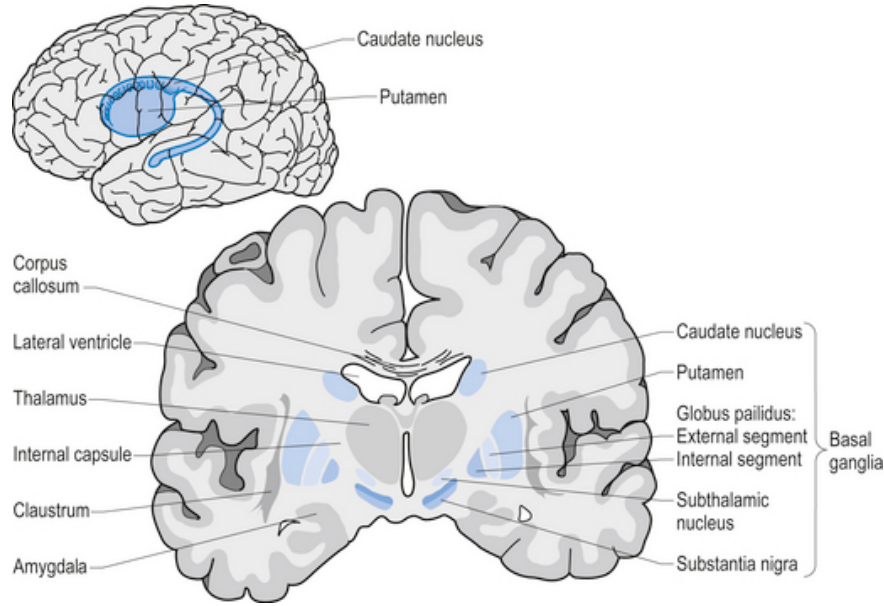 Caudate nucleus
Putamen
Corpus
callosum
Lateral ventricle
Thalamus
Internal capsule
Claustrum
Amygdala
Caudate nucleus
Putamen
Globus pailidus:
External segment
Internal segment
Subthalamic
nucleus
Substantia nigra
Basal
ganglia